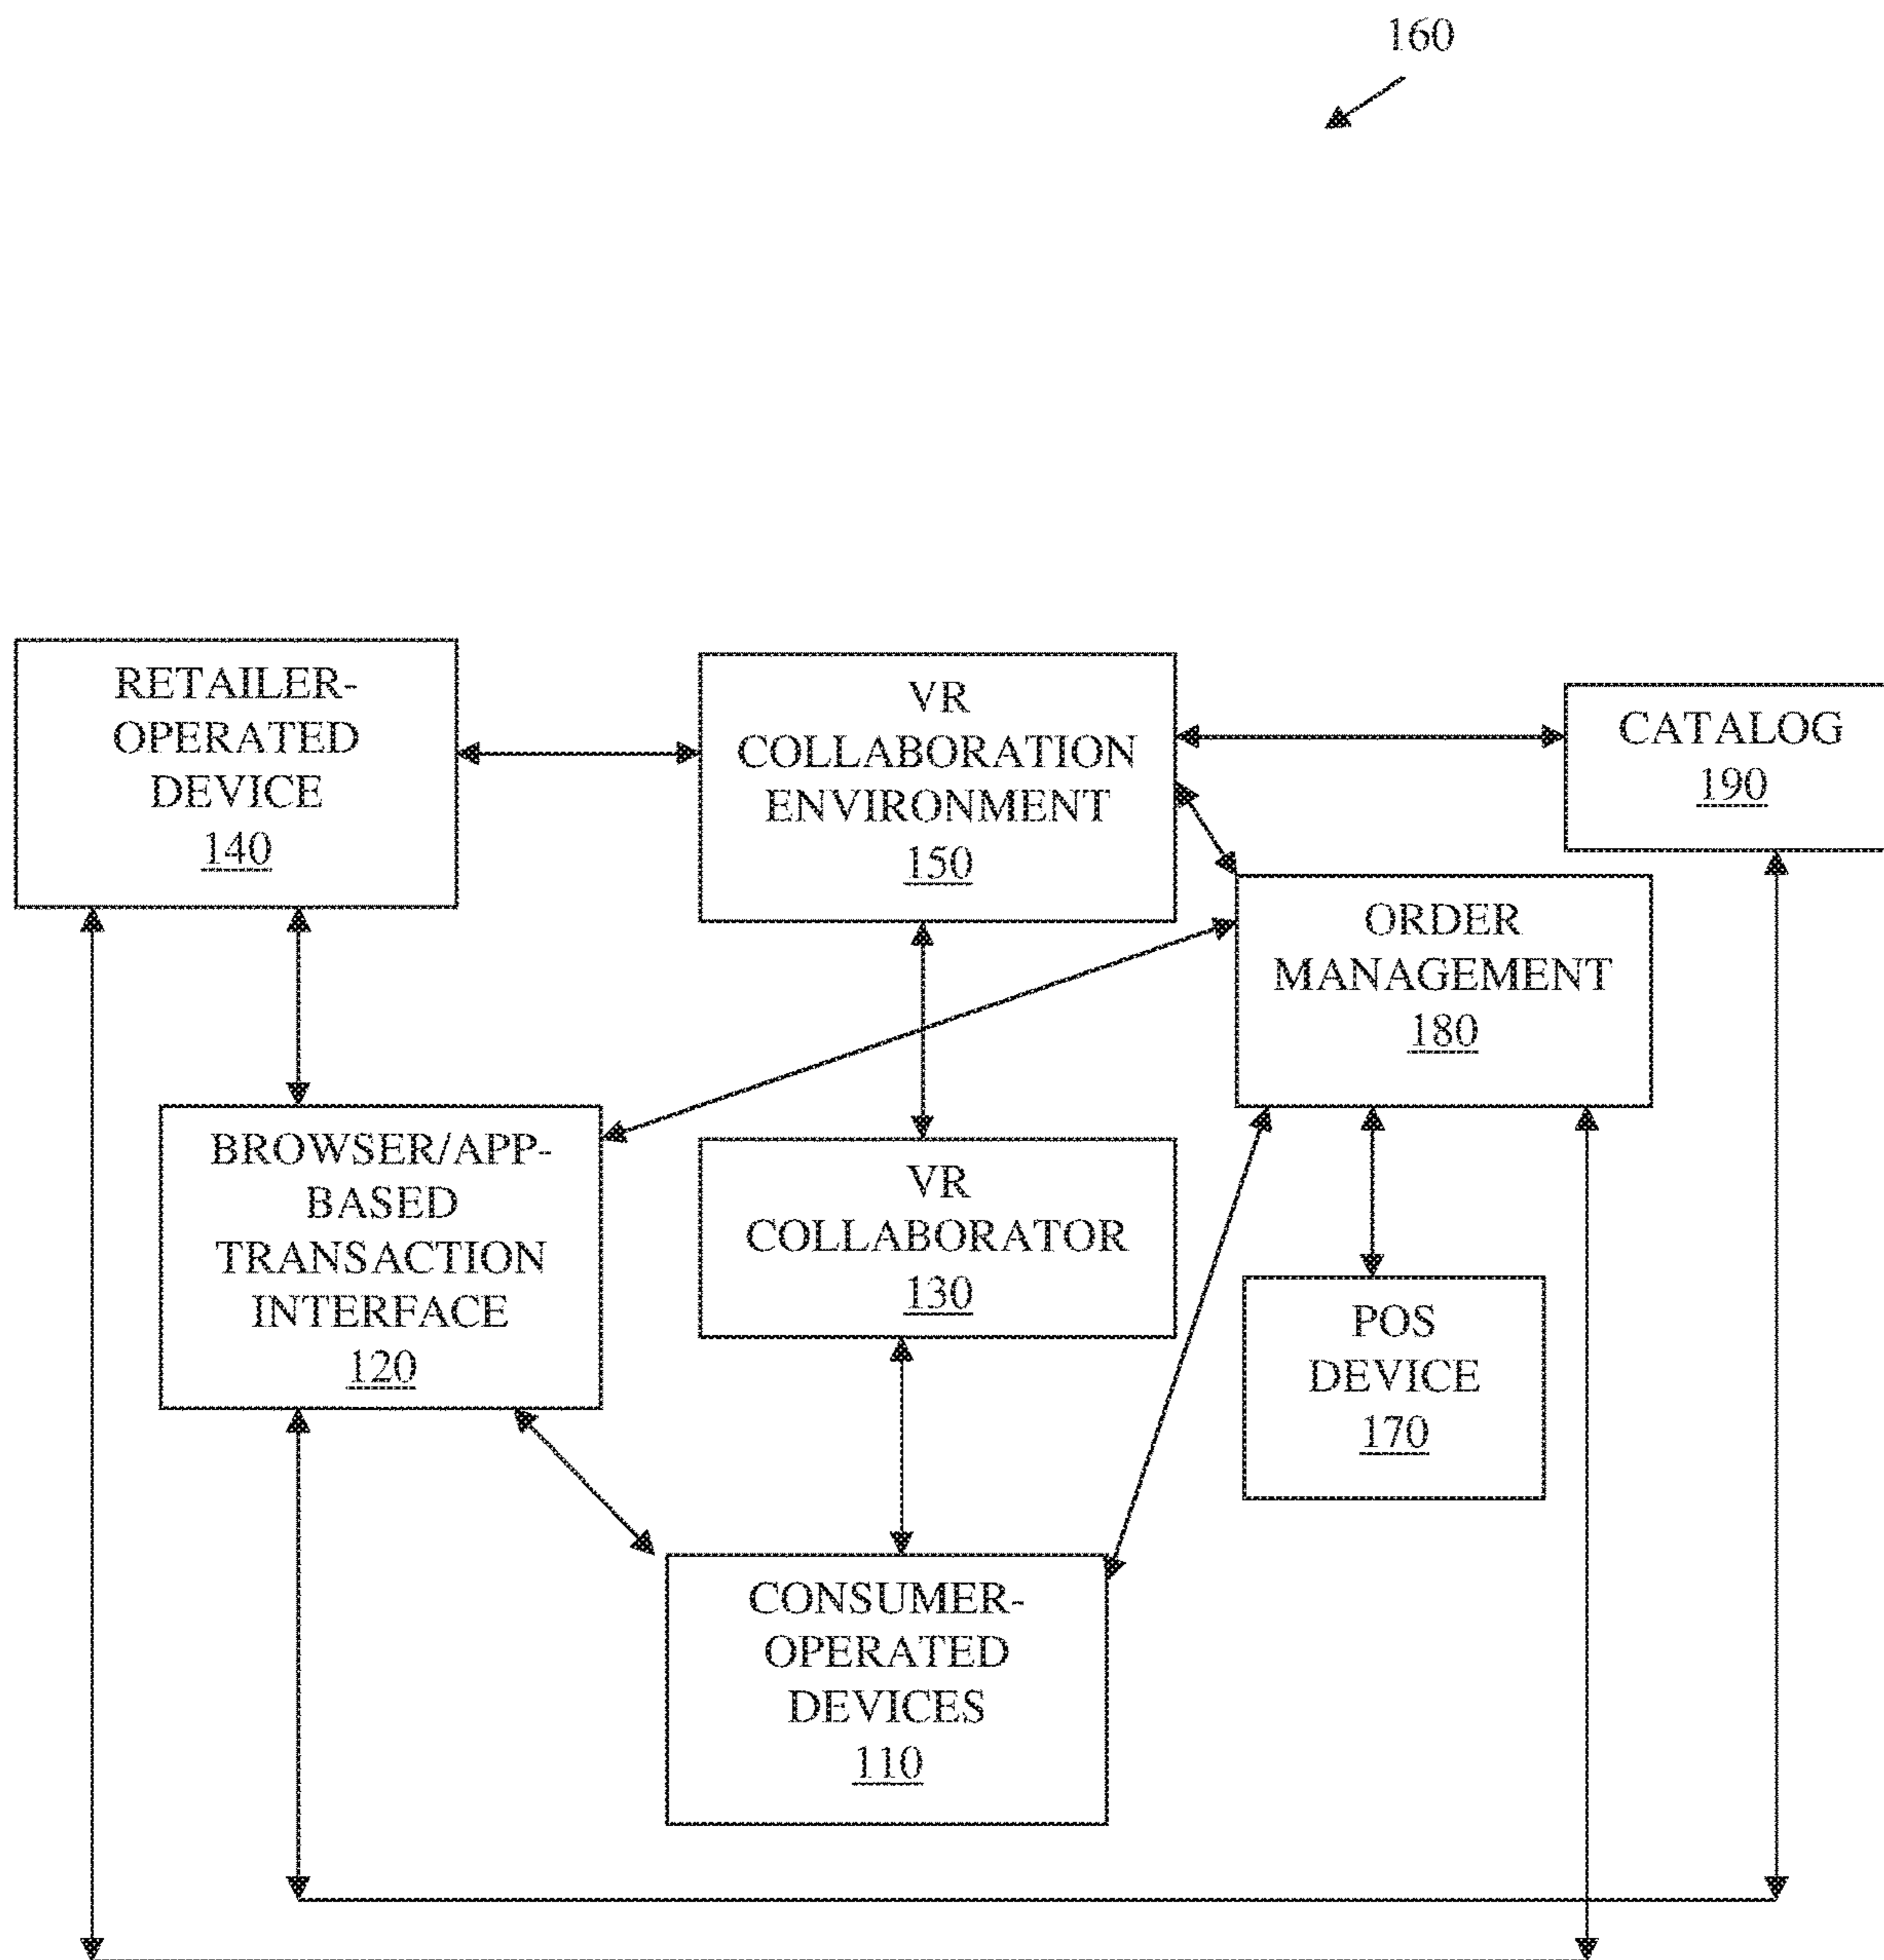 160
RETAILER-
OPERATED
DEVICE
140
VR
COLLABORATION
ENVIRONMENT
150
CATALOG
190
ORDER
MANAGEMENT
180
BROWSER/APP-
BASED
TRANSACTION
INTERFACE
120
VR
COLLABORATOR
130
POS
DEVICE
170
CONSUMER-
OPERATED
DEVICES
110